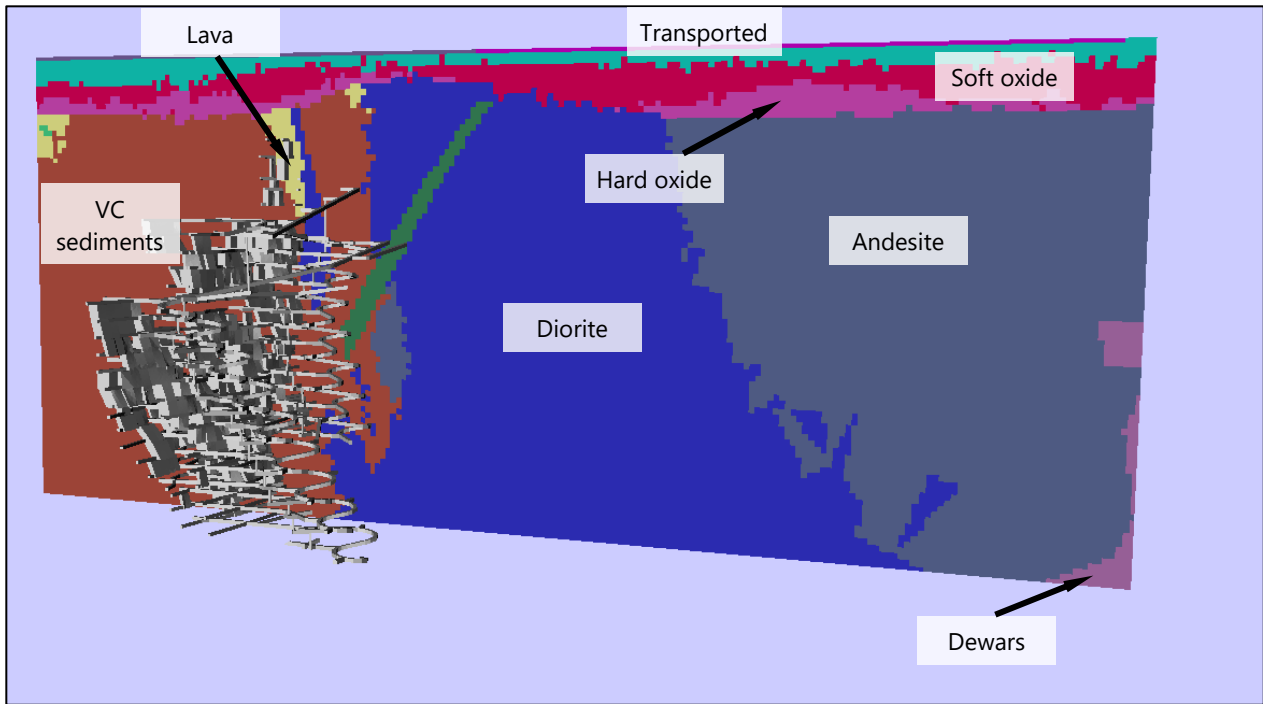 Lava
Transported
Soft oxide
Hard oxide
VC
sediments
Andesite
Diorite
Dewars